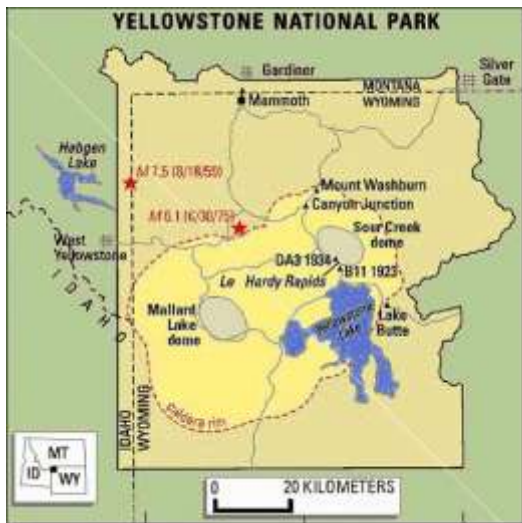 YELLOWSTONE NATIONAL PARK
Gardiner
Silver
Gate
MONTANA
WYOMING
Mammoth
Hebgen
Lake
M 7.5 (8/18/59)
Mount Washburn
Canyon Junction
M 6.1 (6/30/75)
Sour Creek
dome
West
Yellowstone
DA3 1934
B11 1923
Le Hardy Rapids
IDAHO
Mallard
Lake
dome
Yellowstone
Lake
Lake
Butte
Caldera rim
IDAHO
WYOMING
MT
ID
WY
0 20 KILOMETERS